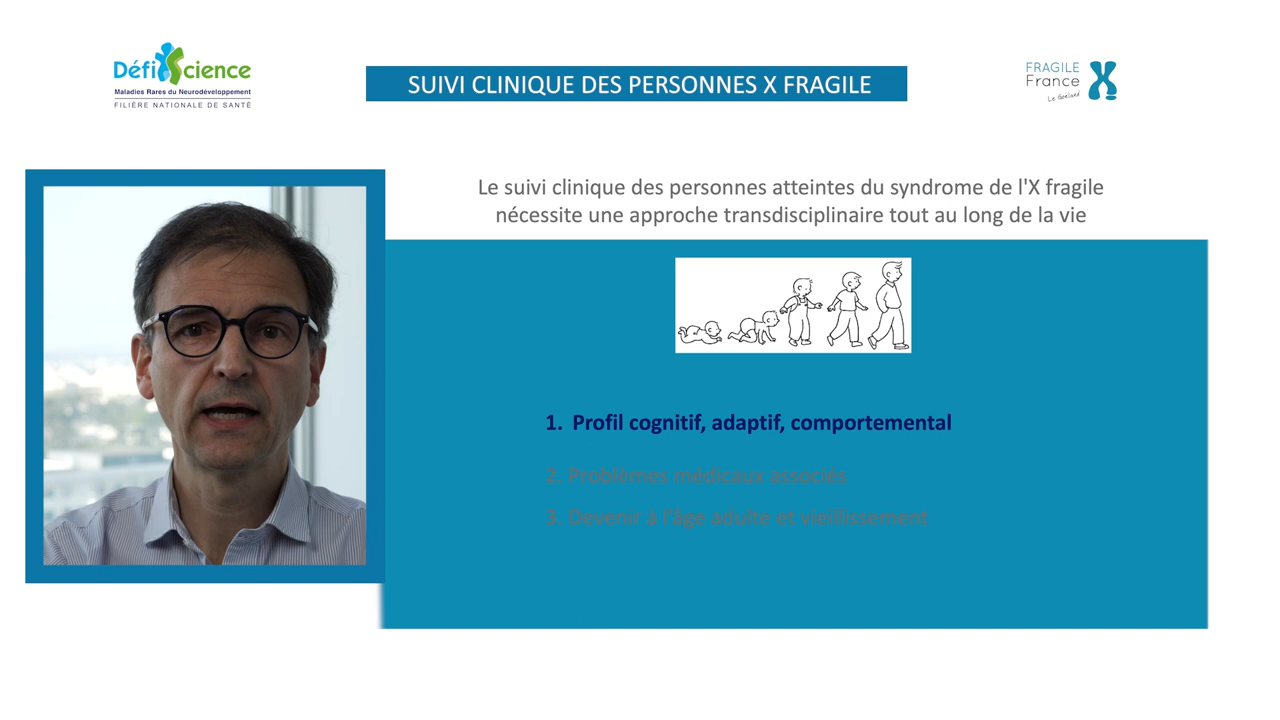 DéfiScience
Maladies Rares du Neurodéveloppement
FILIÈRE NATIONALE DE SANTÉ
SUIVI CLINIQUE DES PERSONNES X FRAGILE
FRAGILE
France
Le Goéland
X
Le suivi clinique des personnes atteintes du syndrome de l'X fragile
nécessite une approche transdisciplinaire tout au long de la vie
1. Profil cognitif, adaptif, comportemental
2. Problèmes médicaux associés
3. Devenir à l'âge adulte et vieillissement